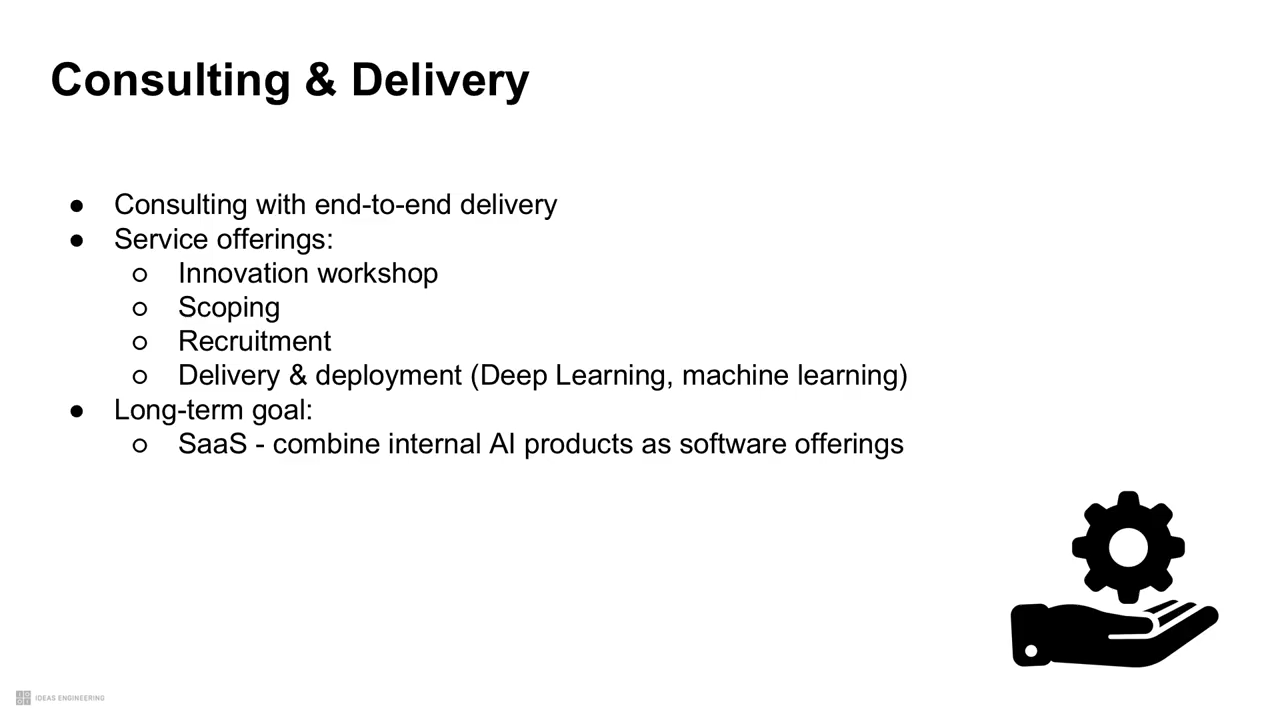 Consulting & Delivery
● Consulting with end-to-end delivery
● Service offerings:
○ Innovation workshop
○ Scoping
○ Recruitment
○ Delivery & deployment (Deep Learning, machine learning)
● Long-term goal:
○ SaaS - combine internal AI products as software offerings
IDEAS ENGINEERING